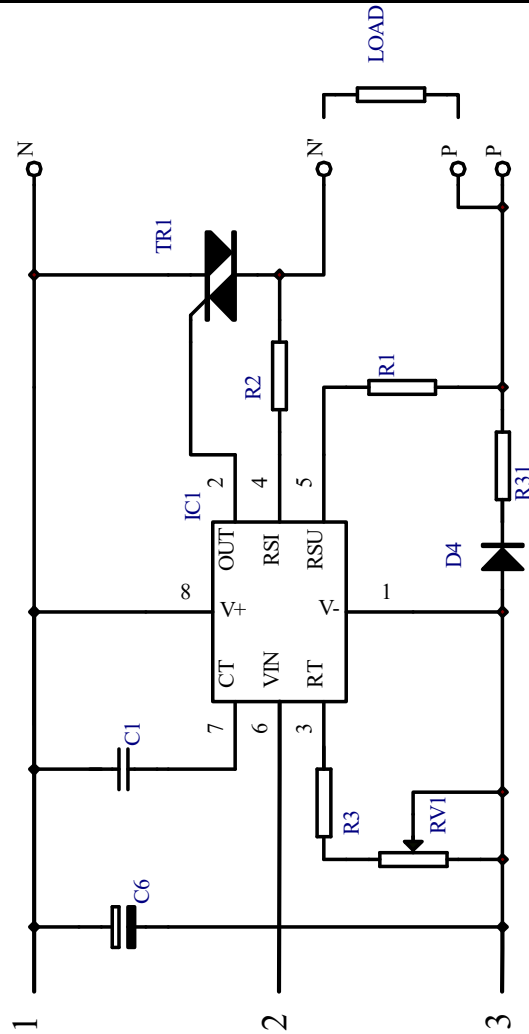 N
LOAD
TR1
N'
P
P
R2
R1
2
4
5
IC1
OUT
RSI
RSU
R31
D4
8
V+
V-
1
CT
VIN
RT
7
6
3
C1
R3
RV1
C6
1
2
3